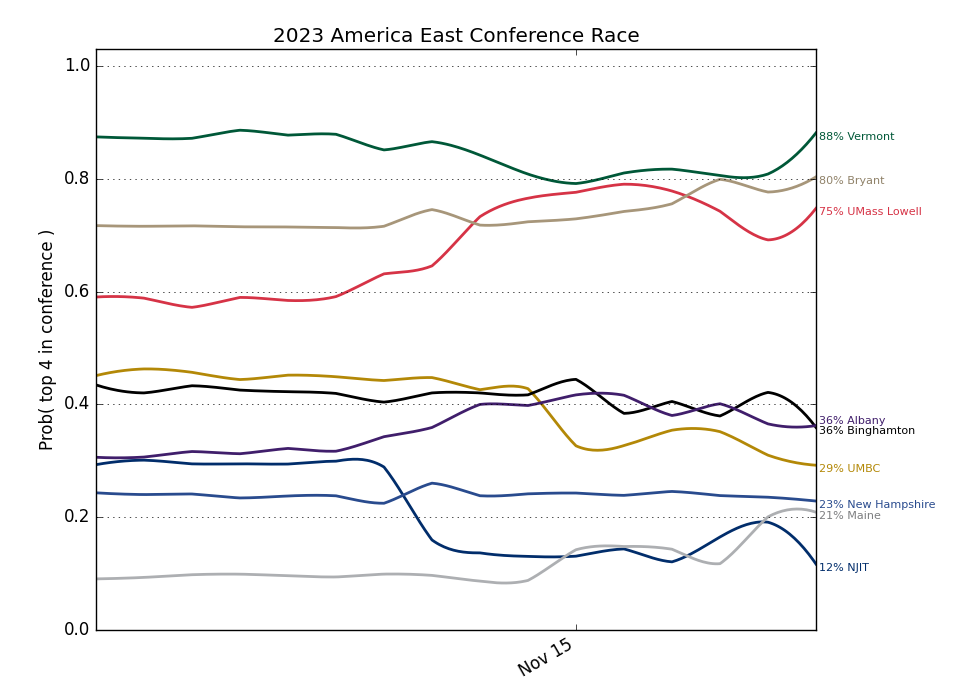 2023 America East Conference Race
1.0
0.8
0.6
0.4
0.2
0.0
Prob( top 4 in conference )
Nov 15
88% Vermont
80% Bryant
75% UMass Lowell
36% Albany
36% Binghamton
29% UMBC
23% New Hampshire
21% Maine
12% NJIT